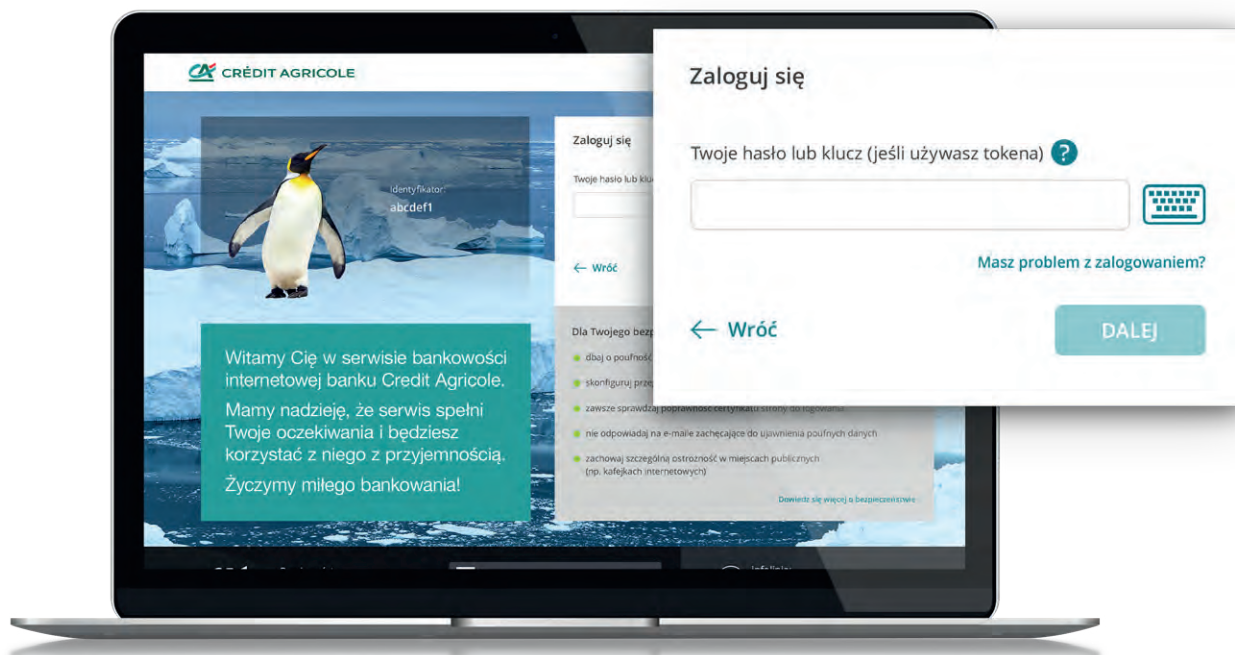 CRÉDIT AGRICOLE
Identyfikator:
abcdef1
Witamy Cię w serwisie bankowości
internetowej banku Credit Agricole.
Mamy nadzieję, że serwis spełni
Twoje oczekiwania i będziesz
korzystać z niego z przyjemnością.
Życzymy miłego bankowania!
Zaloguj się
Twoje hasło lub
Wróć
Dla Twojego
dbaj o poufność
skonfiguruj
zawsze sprawdzaj poprawność certyfikatu strony do logowania
nie odpowiadaj na e-maile zachęcające do ujawnienia poufnych danych
zachowaj szczególną ostrożność w miejscach publicznych
(np. kafejkach internetowych)
Dowiedz się więcej o bezpieczeństwie
Zaloguj się
Twoje hasło lub klucz (jeśli używasz tokena) ?
Masz problem z zalogowaniem?
Wróć
DALEJ